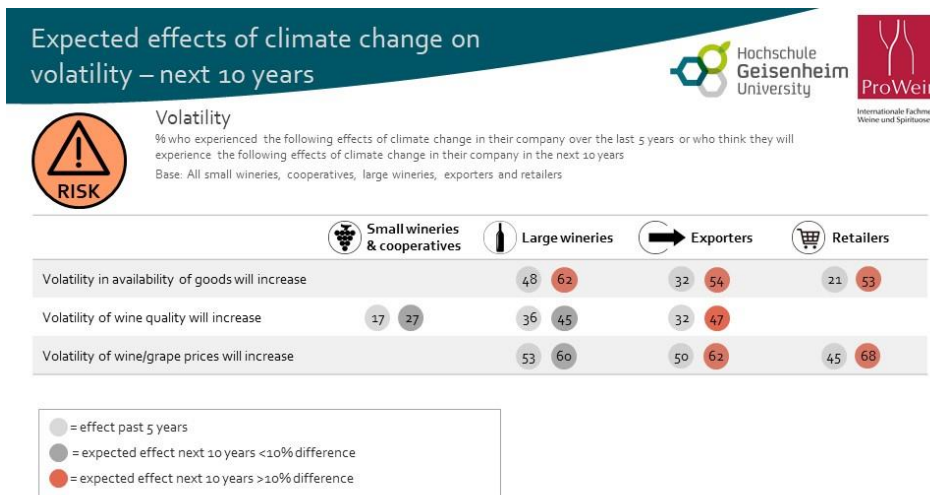 Expected effects of climate change on
volatility – next 10 years
Hochschule
Geisenheim
University
ProWein
Internationale Fachme
Weine und Spirituose
RISK
Volatility
% who experienced the following effects of climate change in their company over the last 5 years or who think they will
experience the following effects of climate change in their company in the next 10 years
Base: All small wineries, cooperatives, large wineries, exporters and retailers
Small wineries
& cooperatives
Large wineries
Exporters
Retailers
Volatility in availability of goods will increase 48 62 32 54 21 53
Volatility of wine quality will increase 17 27 36 45 32 47
Volatility of wine/grape prices will increase 53 60 50 62 45 68
= effect past 5 years
= expected effect next 10 years <10% difference
= expected effect next 10 years >10% difference